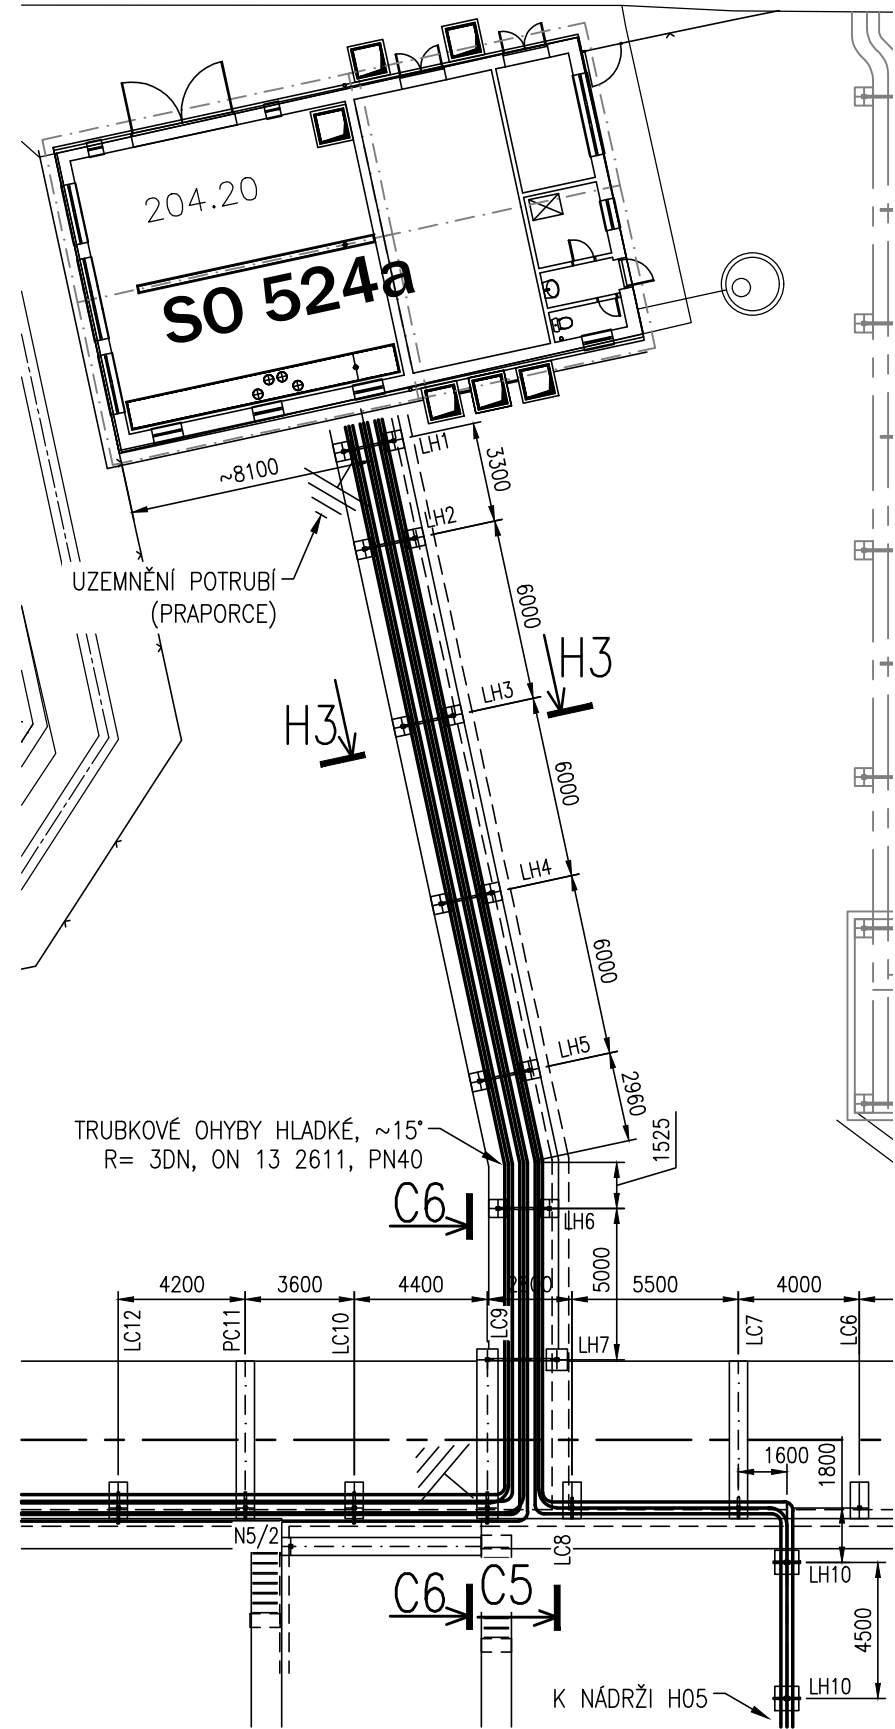 204.20
SO 524a
LH1
~8100
3300
LH2
UZEMNĚNÍ POTRUBÍ
(PRAPORCE)
6000
H3
LH3
H3
6000
LH4
6000
LH5
2960
TRUBKOVÉ OHYBY HLADKÉ, ~15°
R= 3DN, ON 13 2611, PN40
1525
C6
LH6
5000
4200
3600
4400
5500
4000
LC12
PC11
LC10
LC9
LC7
LC6
LH7
1600
1800
N5/2
LC8
LH10
C6
C5
4500
K NÁDRŽI H05
LH10